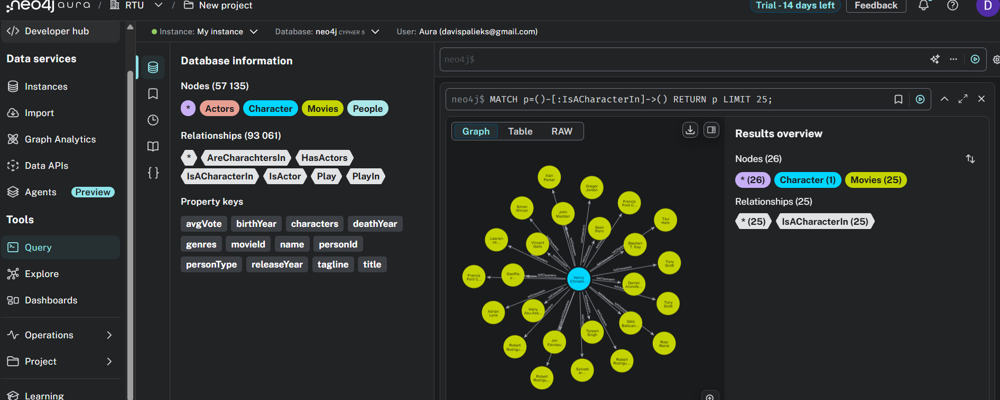 neo4j aura / RTU / New project
Trial - 14 days left
Feedback
D
Developer hub
Data services
Instances
Import
Graph Analytics
Data APIs
Agents Preview
Tools
Query
Explore
Dashboards
Operations
Project
Learning
Instance: My instance Database: neo4j CYPHER 5 User: Aura (davispalieks@gmail.com)
Database information
Nodes (57 135)
* Actors Character Movies People
Relationships (93 061)
* AreCharachtersIn HasActors
IsACharacterIn IsActor Play PlayIn
Property keys
avgVote birthYear characters deathYear
genres movieId name personId
personType releaseYear tagline title
neo4j$
neo4j$ MATCH p=()-[:IsACharacterIn]->() RETURN p LIMIT 25;
Graph Table RAW
Alan
Parker
Gregor
Jordan
Simon
Wincer
John
Madden
Francis
Ford C...
Tsui
Hark
Sean
Penn
Lawren-
ce...
Vincent
Gallo
Stephen
T. Kay
Tony
Scott
Francis
Ford C...
Geoffre-
y...
Henry
Chinask...
Darren
Aronofs...
Tony
Scott
Adrian
Lyne
Hany
Abu-Ass...
Géla
Babluan...
Tarsem
Singh
Robert
Rodrigu...
Jon
Favreau
Roel
Reiné
Robert
Rodrigu...
Robert
Rodrigu...
Sylvest-
er...
IsACharacterIn
Results overview
Nodes (26)
* (26) Character (1) Movies (25)
Relationships (25)
* (25) IsACharacterIn (25)